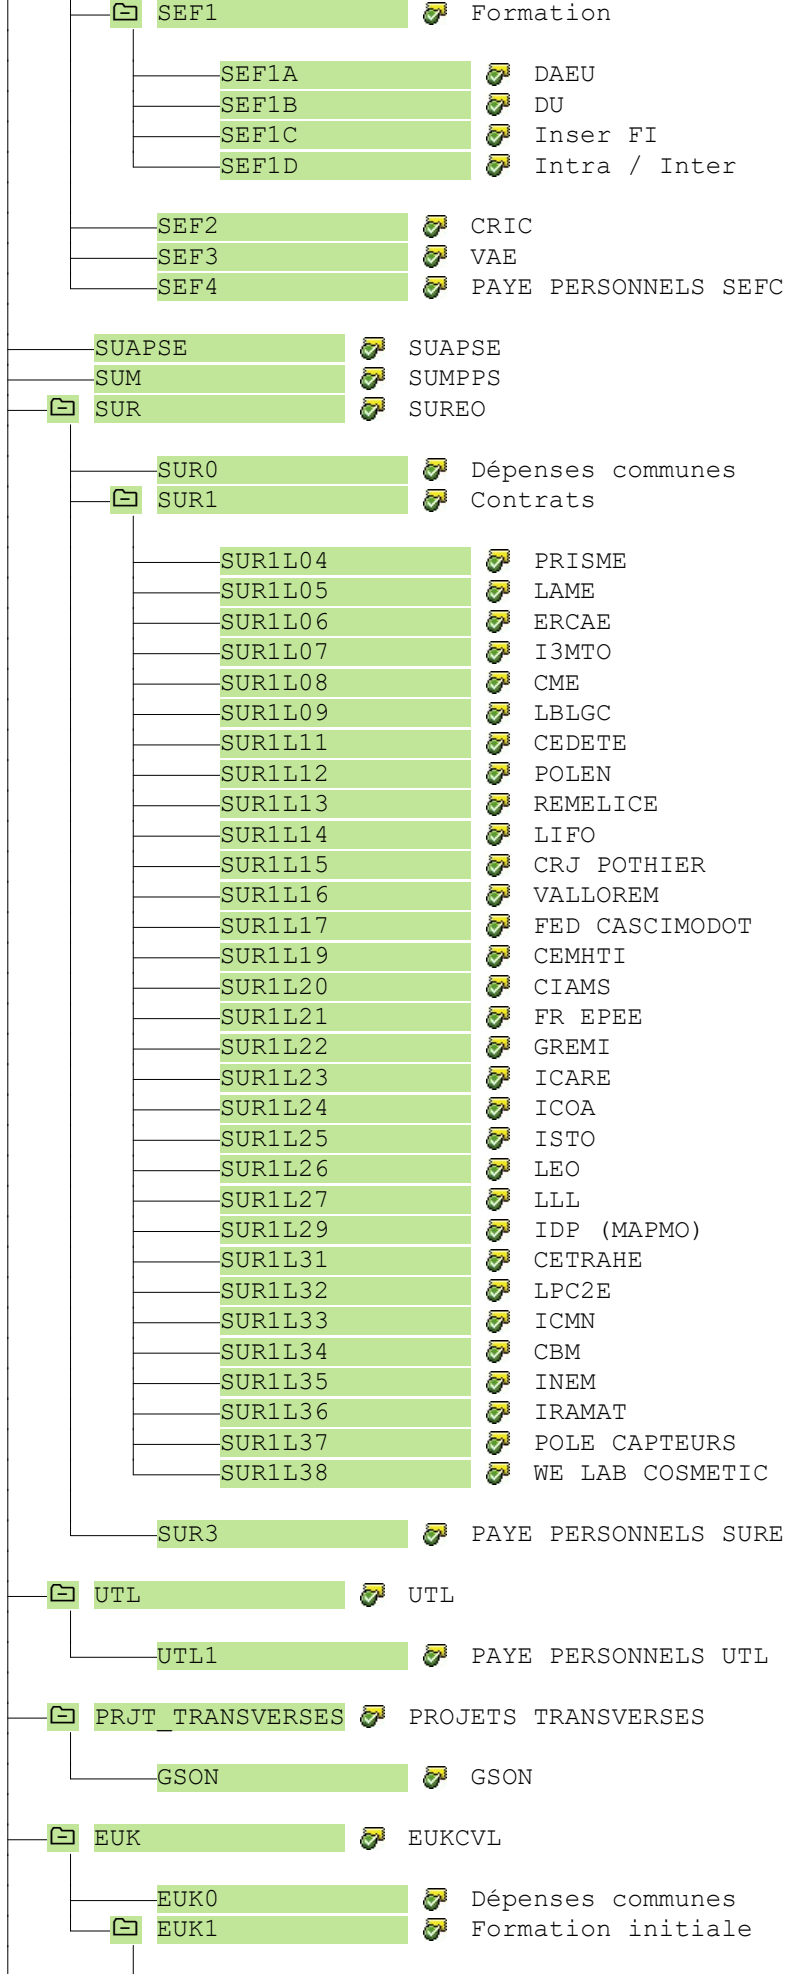 SEF1 Formation
SEF1A DAEU
SEF1B DU
SEF1C Inser FI
SEF1D Intra / Inter
SEF2 CRIC
SEF3 VAE
SEF4 PAYE PERSONNELS SEFC
SUAPSE SUAPSE
SUM SUMPPS
SUR SUREO
SUR0 Dépenses communes
SUR1 Contrats
SUR1L04 PRISME
SUR1L05 LAME
SUR1L06 ERCAE
SUR1L07 I3MTO
SUR1L08 CME
SUR1L09 LBLGC
SUR1L11 CEDETE
SUR1L12 POLEN
SUR1L13 REMELICE
SUR1L14 LIFO
SUR1L15 CRJ POTHIER
SUR1L16 VALLOREM
SUR1L17 FED CASCIMODOT
SUR1L19 CEMHTI
SUR1L20 CIAMS
SUR1L21 FR EPEE
SUR1L22 GREMI
SUR1L23 ICARE
SUR1L24 ICOA
SUR1L25 ISTO
SUR1L26 LEO
SUR1L27 LLL
SUR1L29 IDP (MAPMO)
SUR1L31 CETRAHE
SUR1L32 LPC2E
SUR1L33 ICMN
SUR1L34 CBM
SUR1L35 INEM
SUR1L36 IRAMAT
SUR1L37 POLE CAPTEURS
SUR1L38 WE LAB COSMETIC
SUR3 PAYE PERSONNELS SURE
UTL UTL
UTL1 PAYE PERSONNELS UTL
PRJT_TRANSVERSES PROJETS TRANSVERSES
GSON GSON
EUK EUKCVL
EUK0 Dépenses communes
EUK1 Formation initiale